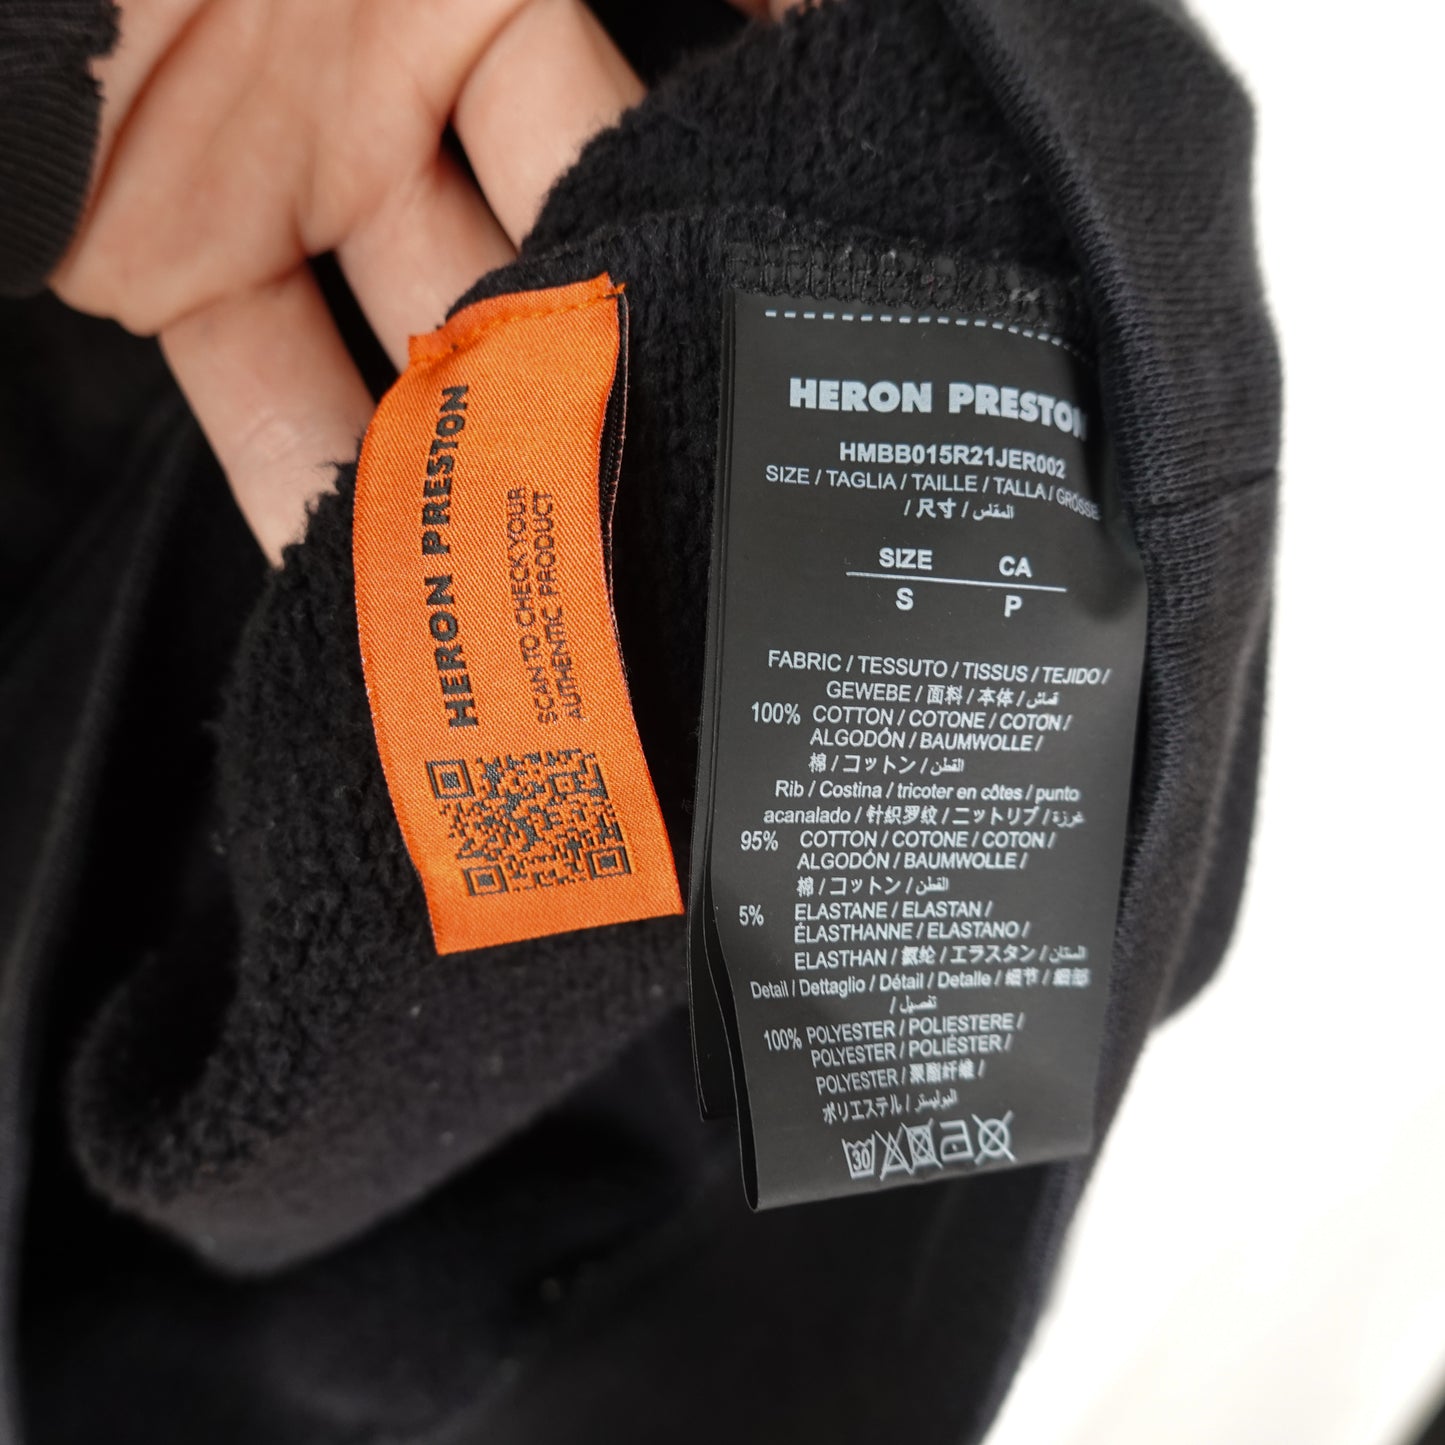 HERON PRESTON
SCAN TO CHECK YOUR
AUTHENTIC PRODUCT
HERON PRESTON
HMBB015R21JER002
SIZE / TAGLIA / TAILLE / TALLA / GRÖSSE
/ 尺寸 / المقاس
SIZE CA
S P
FABRIC / TESSUTO / TISSUS / TEJIDO /
GEWEBE / 面料 / 本体 / قماش
100% COTTON / COTONE / COTON /
ALGODÓN / BAUMWOLLE /
棉 / コットン / القطن
Rib / Costina / tricoter en côtes / punto
acanalado / 针织罗纹 / ニットリブ / غرزة
95% COTTON / COTONE / COTON /
ALGODÓN / BAUMWOLLE /
棉 / コットン / القطن
5% ELASTANE / ELASTAN /
ÉLASTHANNE / ELASTANO /
ELASTHAN / 氨纶 / エラスタン /
Detail / Dettaglio / Détail / Detalle / 细节 / 細部
/ تفصيل
100% POLYESTER / POLIESTERE /
POLYESTER / POLIÉSTER /
POLYESTER / 聚酯纤维 /
ポリエステル / البوليستر
30